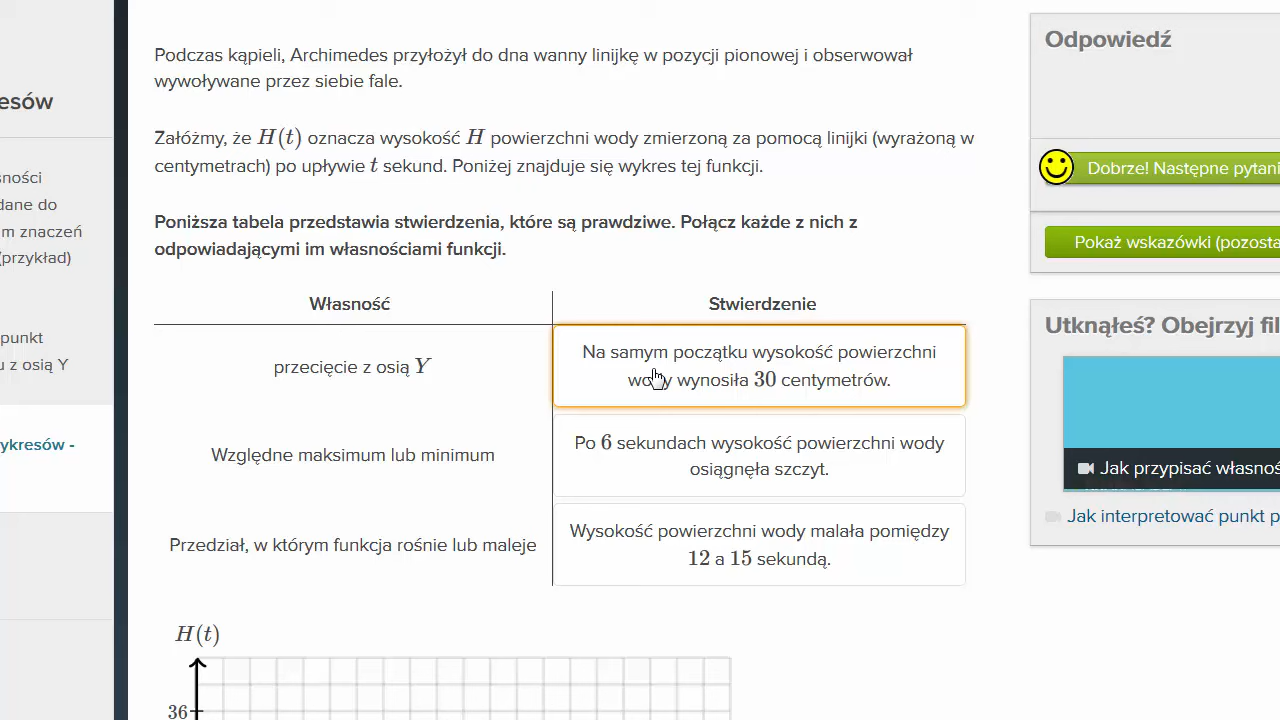 esów
ności
dane do
m znaczeń
(przykład)
punkt
u z osią Y
ykresów -
Podczas kąpieli, Archimedes przyłożył do dna wanny linijkę w pozycji pionowej i obserwował
wywoływane przez siebie fale.
Załóżmy, że H(t) oznacza wysokość H powierzchni wody zmierzoną za pomocą linijki (wyrażoną w
centymetrach) po upływie t sekund. Poniżej znajduje się wykres tej funkcji.
Poniższa tabela przedstawia stwierdzenia, które są prawdziwe. Połącz każde z nich z
odpowiadającymi im własnościami funkcji.
Własność Stwierdzenie
przecięcie z osią Y
Na samym początku wysokość powierzchni
wody wynosiła 30 centymetrów.
Względne maksimum lub minimum
Po 6 sekundach wysokość powierzchni wody
osiągnęła szczyt.
Przedział, w którym funkcja rośnie lub maleje
Wysokość powierzchni wody malała pomiędzy
12 a 15 sekundą.
H(t)
36
Odpowiedź
Dobrze! Następne pytani
Pokaż wskazówki (pozosta
Utknąłeś? Obejrzyj fil
Jak przypisać własnoś
Jak interpretować punkt p